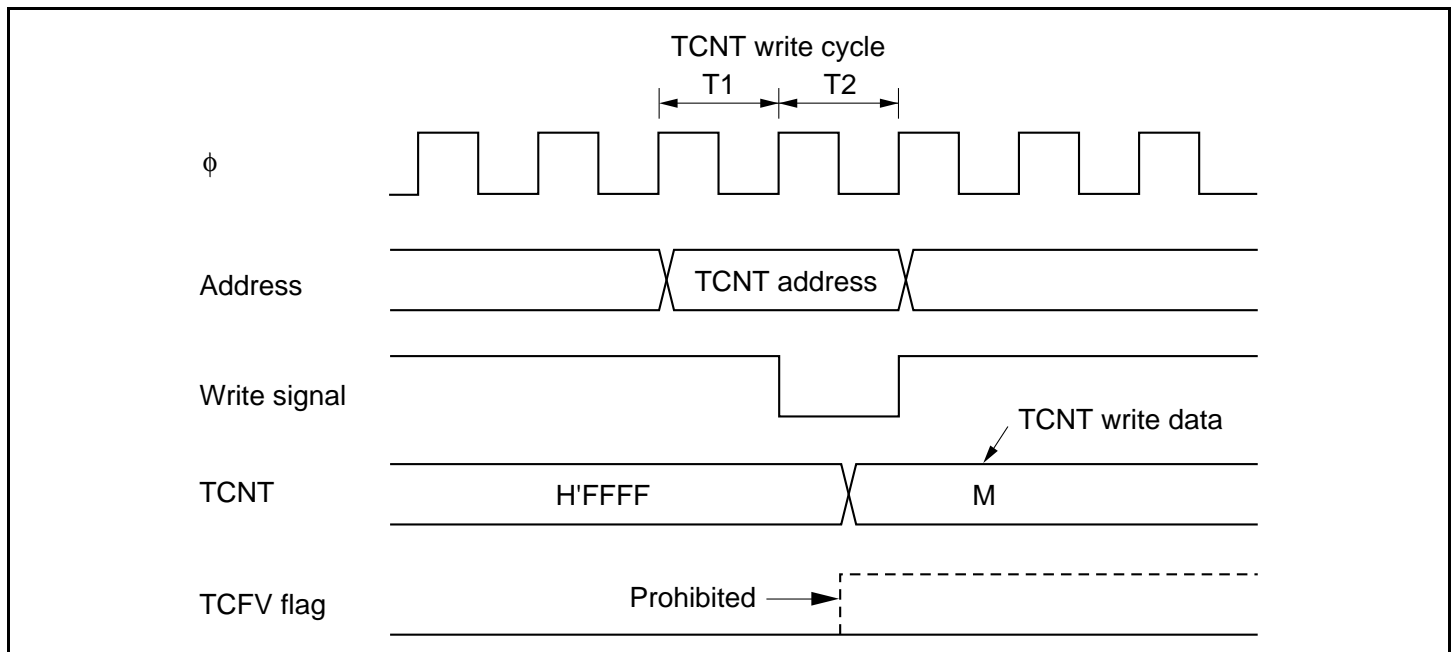 TCNT write cycle
T1 T2
ϕ
Address
TCNT address
Write signal
TCNT write data
TCNT
H'FFFF
M
TCFV flag
Prohibited